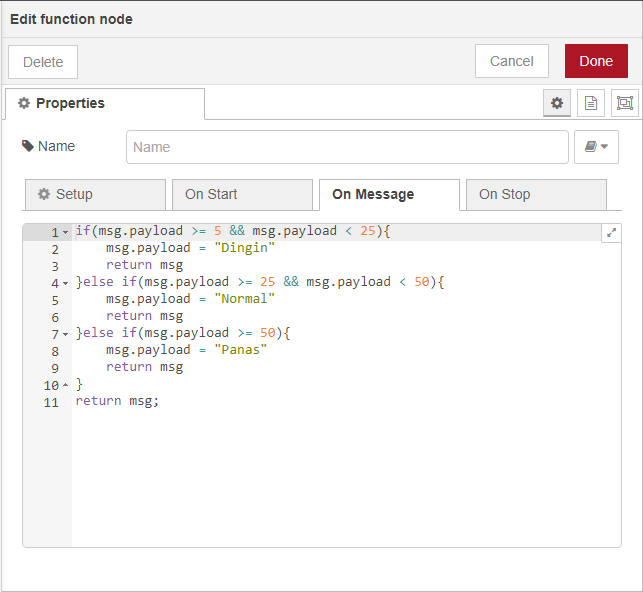 Edit function node
Delete
Cancel
Done
Properties
Name
Name
Setup
On Start
On Message
On Stop
1 if(msg.payload >= 5 && msg.payload < 25){
2     msg.payload = "Dingin"
3     return msg
4 }else if(msg.payload >= 25 && msg.payload < 50){
5     msg.payload = "Normal"
6     return msg
7 }else if(msg.payload >= 50){
8     msg.payload = "Panas"
9     return msg
10 }
11 return msg;